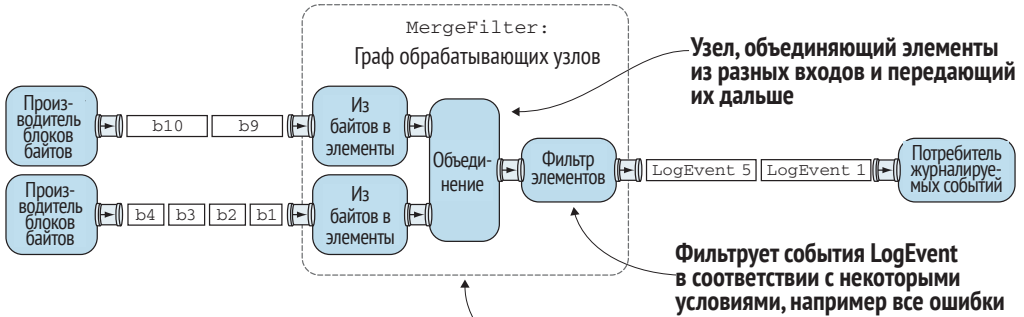 MergeFilter:
Граф обрабатывающих узлов
Узел, объединяющий элементы
из разных входов и передающий
их дальше
Произ-
водитель
блоков
байтов
b10
b9
Из
байтов в
элементы
Произ-
водитель
блоков
байтов
b4
b3
b2
b1
Из
байтов в
элементы
Объеди-
нение
Фильтр
элементов
LogEvent 5
LogEvent 1
Потребитель
журналируе-
мых событий
Фильтрует события LogEvent
в соответствии с некоторыми
условиями, например все ошибки